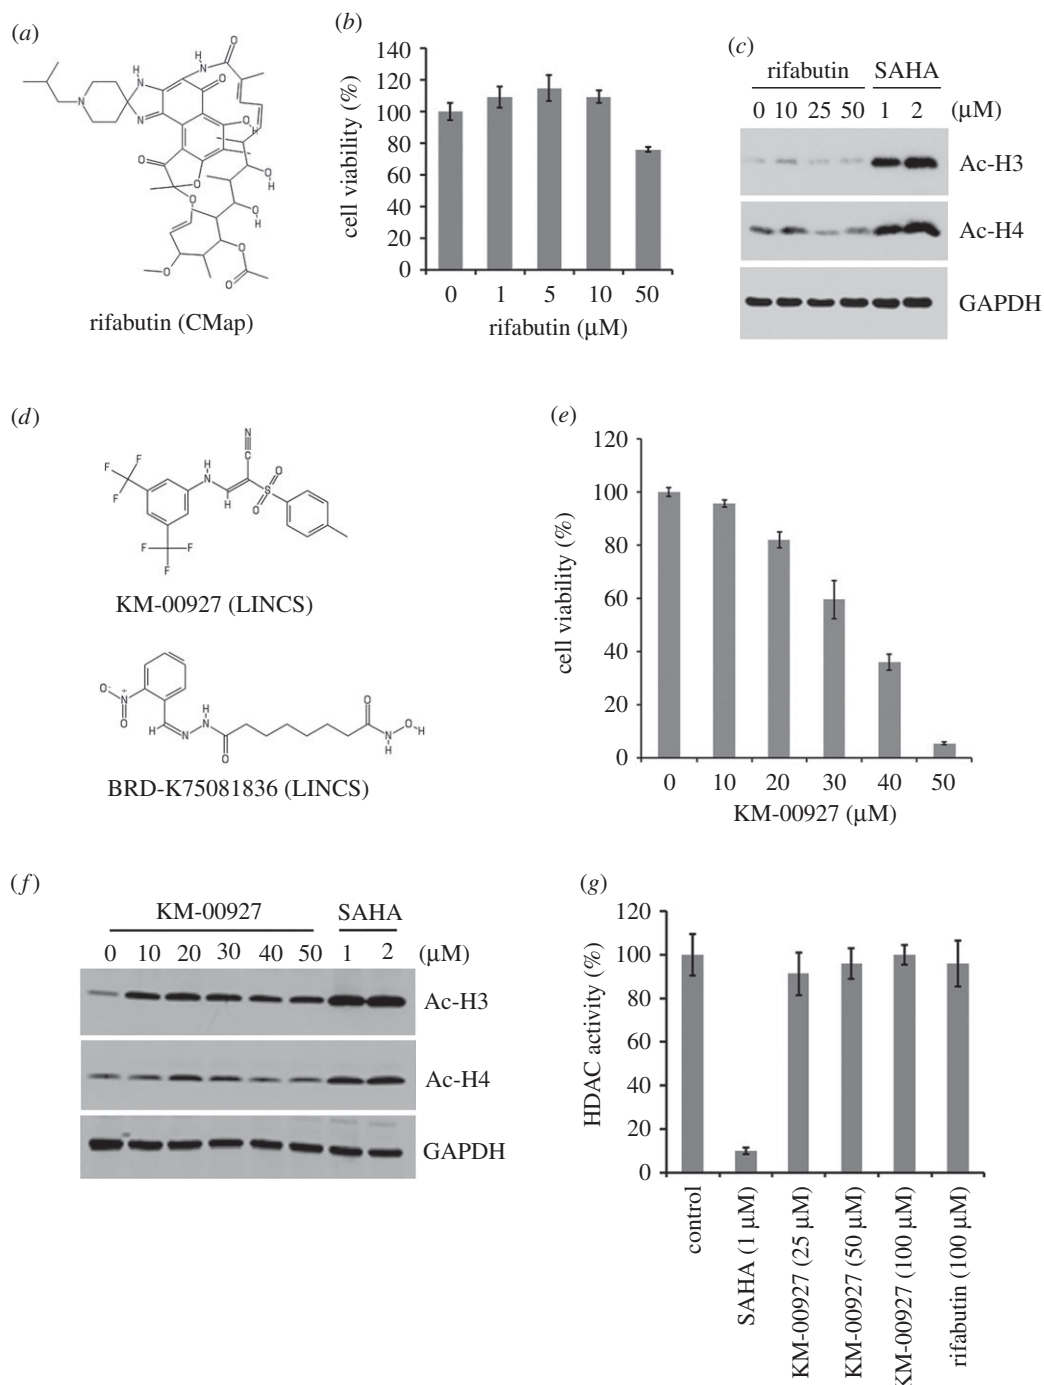 (a)
rifabutin (CMap)
(b)
cell viability (%)
140
120
100
80
60
40
20
0
0 1 5 10 50
rifabutin (μM)
(c)
rifabutin SAHA
0 10 25 50 1 2 (μM)
Ac-H3
Ac-H4
GAPDH
(d)
KM-00927 (LINCS)
BRD-K75081836 (LINCS)
(e)
cell viability (%)
120
100
80
60
40
20
0
0 10 20 30 40 50
KM-00927 (μM)
(f)
KM-00927 SAHA
0 10 20 30 40 50 1 2 (μM)
Ac-H3
Ac-H4
GAPDH
(g)
HDAC activity (%)
120
100
80
60
40
20
0
control
SAHA (1 μM)
KM-00927 (25 μM)
KM-00927 (50 μM)
KM-00927 (100 μM)
rifabutin (100 μM)